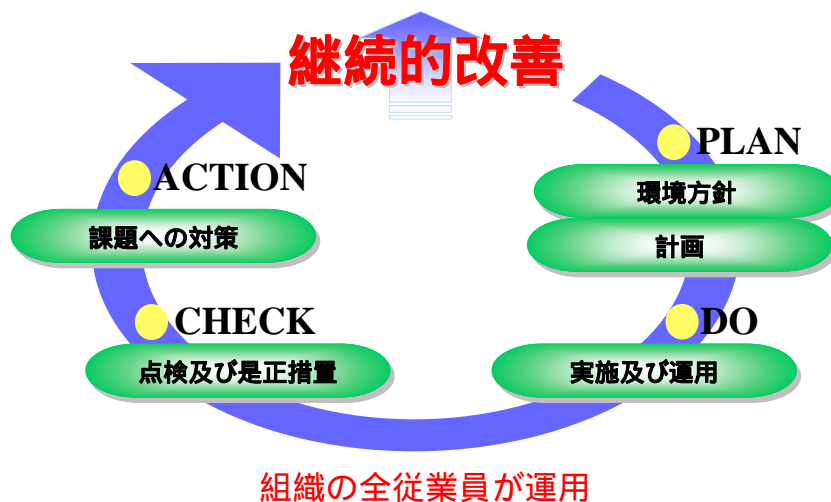 継続的改善
PLAN
環境方針
計画
DO
実施及び運用
CHECK
点検及び是正措置
ACTION
課題への対策
組織の全従業員が運用